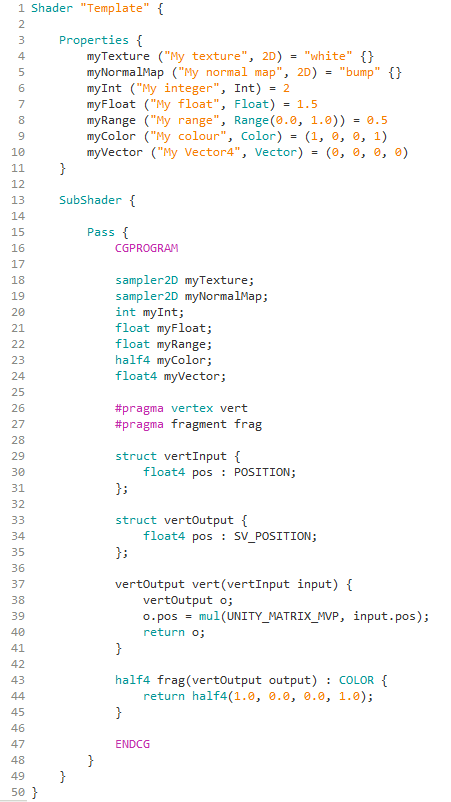 1 Shader "Template" {
2
3     Properties {
4         myTexture ("My texture", 2D) = "white" {}
5         myNormalMap ("My normal map", 2D) = "bump" {}
6         myInt ("My integer", Int) = 2
7         myFloat ("My float", Float) = 1.5
8         myRange ("My range", Range(0.0, 1.0)) = 0.5
9         myColor ("My colour", Color) = (1, 0, 0, 1)
10         myVector ("My Vector4", Vector) = (0, 0, 0, 0)
11     }
12
13     SubShader {
14
15         Pass {
16             CGPROGRAM
17
18             sampler2D myTexture;
19             sampler2D myNormalMap;
20             int myInt;
21             float myFloat;
22             float myRange;
23             half4 myColor;
24             float4 myVector;
25
26             #pragma vertex vert
27             #pragma fragment frag
28
29             struct vertInput {
30                 float4 pos : POSITION;
31             };
32
33             struct vertOutput {
34                 float4 pos : SV_POSITION;
35             };
36
37             vertOutput vert(vertInput input) {
38                 vertOutput o;
39                 o.pos = mul(UNITY_MATRIX_MVP, input.pos);
40                 return o;
41             }
42
43             half4 frag(vertOutput output) : COLOR {
44                 return half4(1.0, 0.0, 0.0, 1.0);
45             }
46
47             ENDCG
48         }
49     }
50 }